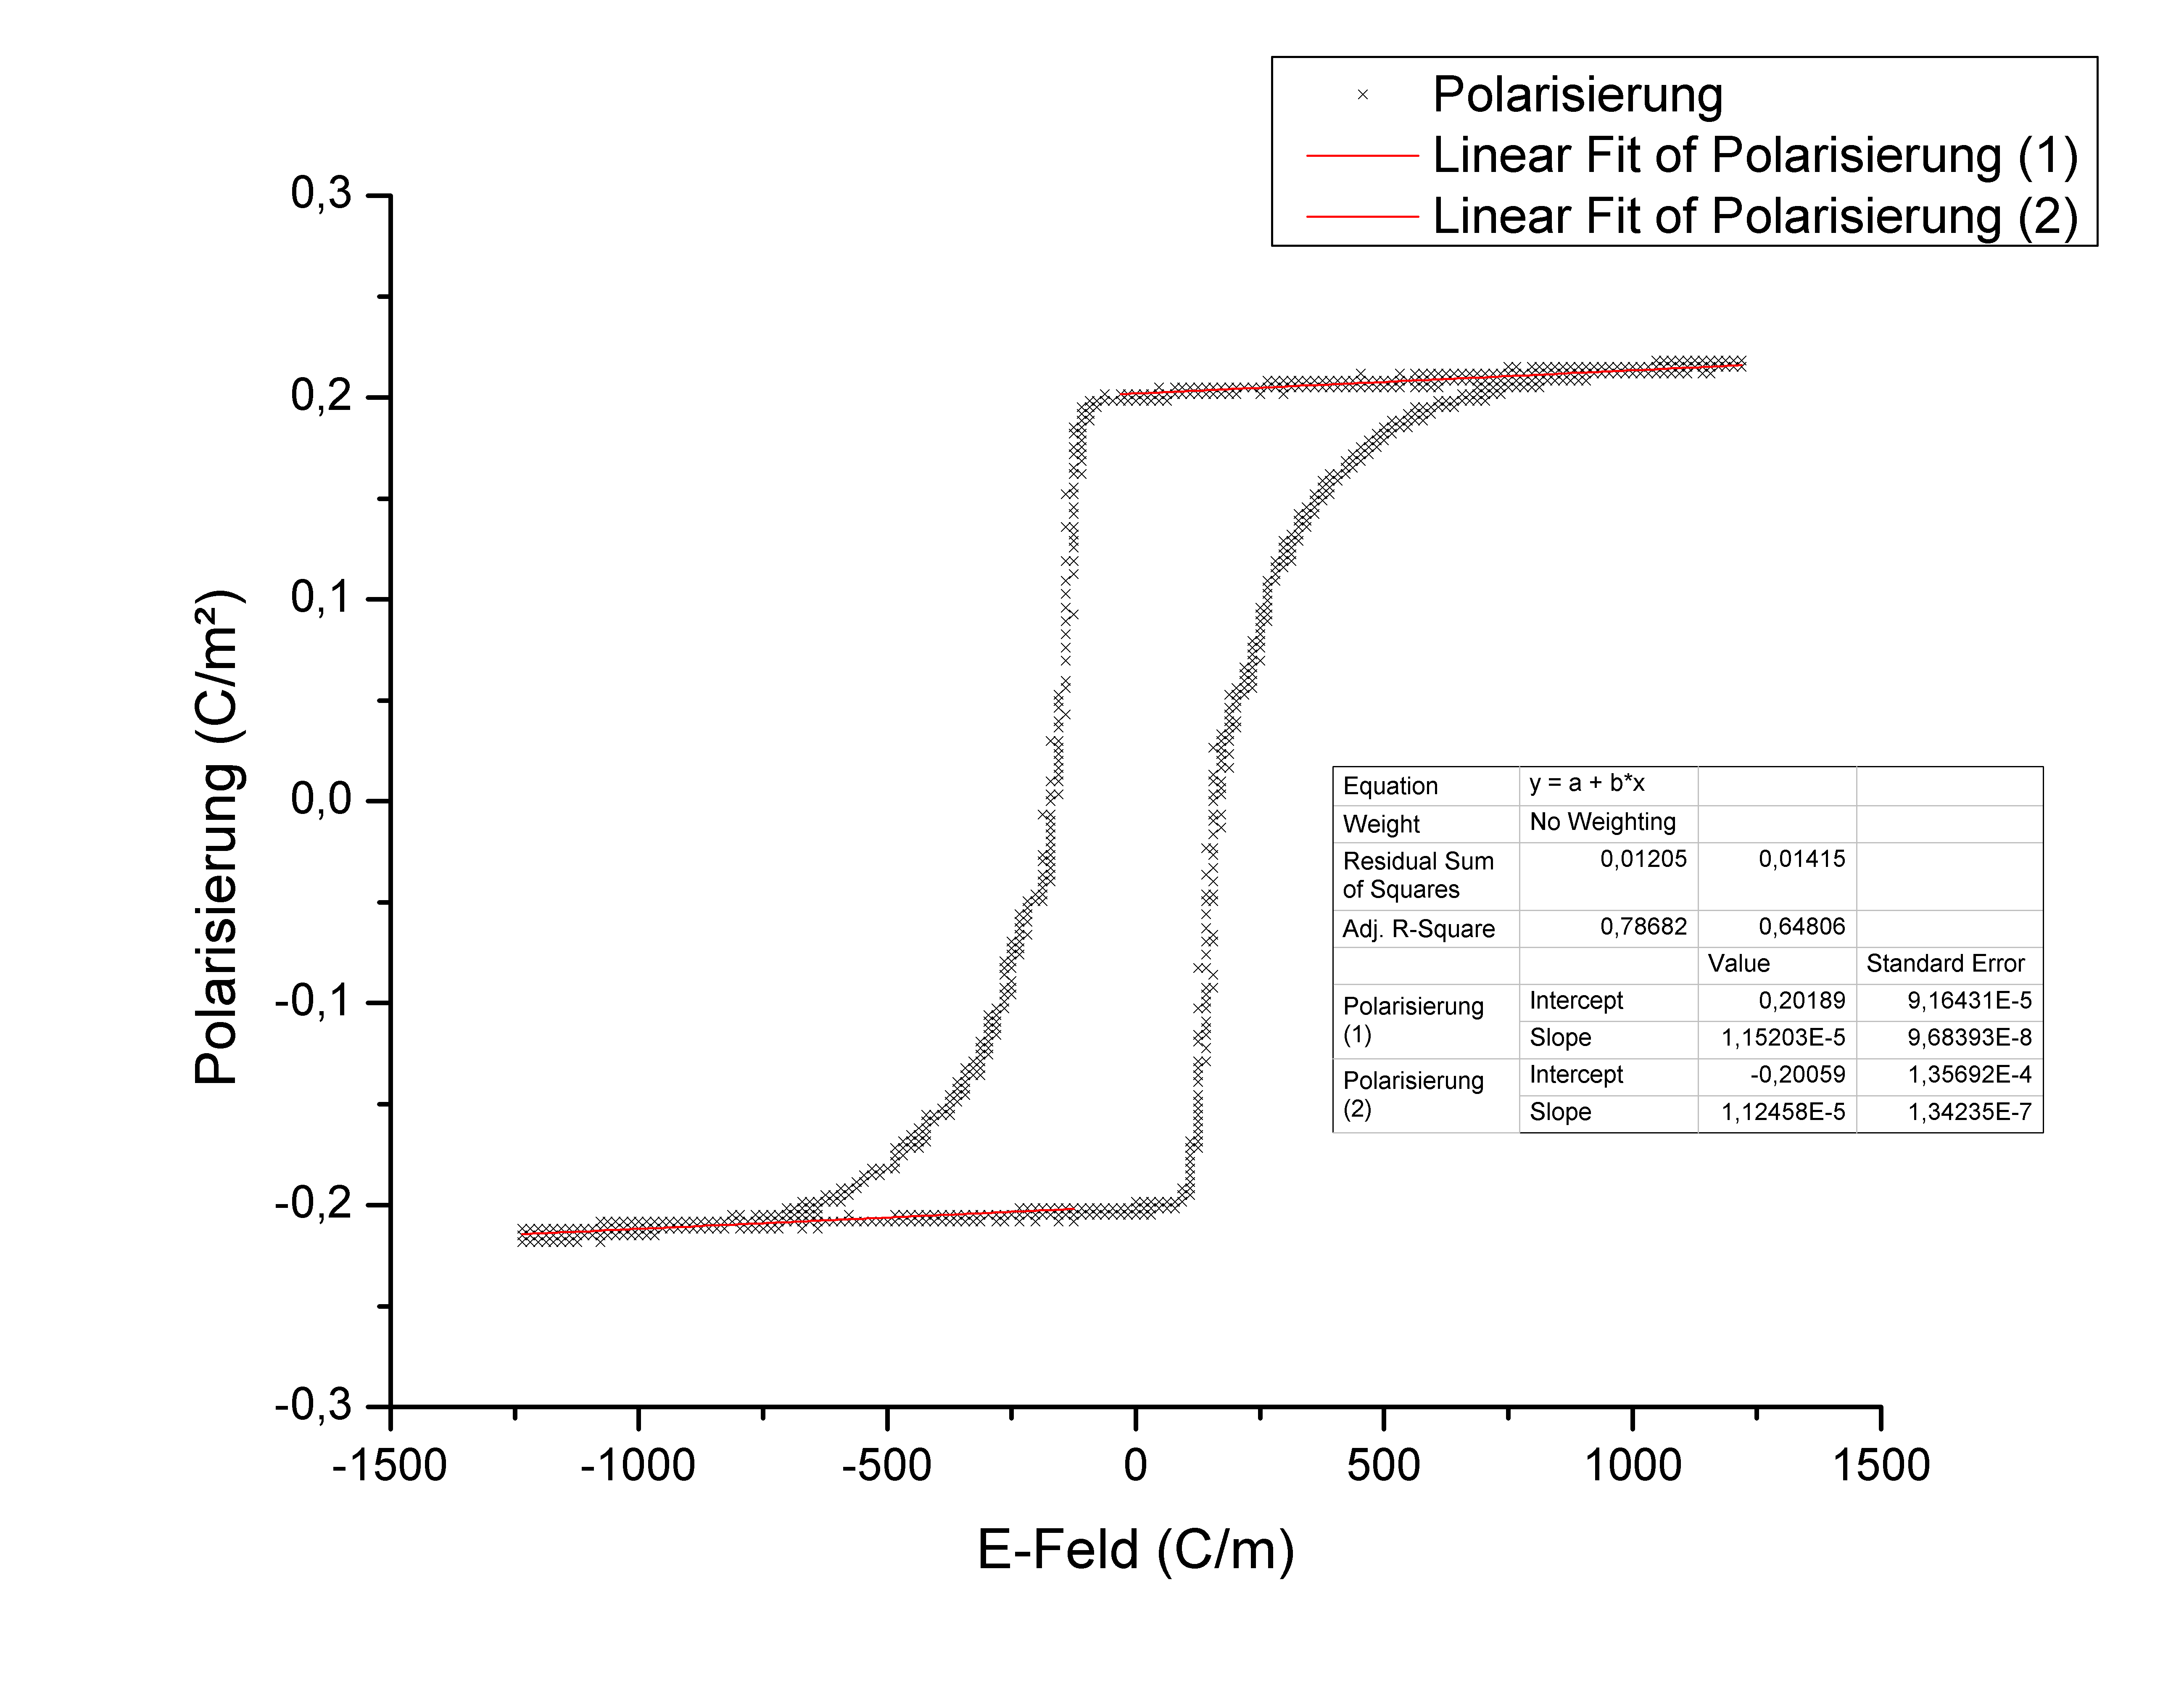 Polarisierung
Linear Fit of Polarisierung (1)
Linear Fit of Polarisierung (2)
0,3
0,2
0,1
0,0
-0,1
-0,2
-0,3
Polarisierung (C/m²)
Equation y = a + b*x
Weight No Weighting
Residual Sum of Squares 0,01205 0,01415
Adj. R-Square 0,78682 0,64806
Value Standard Error
Polarisierung (1) Intercept 0,20189 9,16431E-5
Slope 1,15203E-5 9,68393E-8
Polarisierung (2) Intercept -0,20059 1,35692E-4
Slope 1,12458E-5 1,34235E-7
-1500 -1000 -500 0 500 1000 1500
E-Feld (C/m)